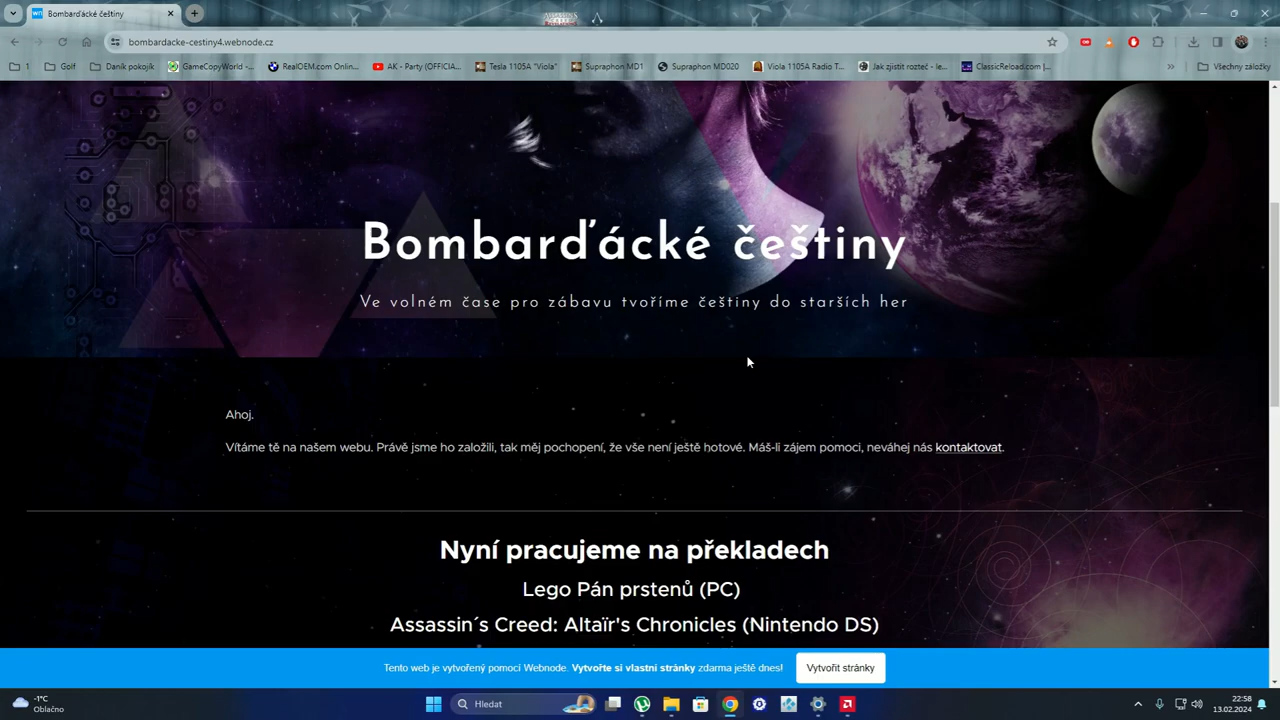 Bombarďácké češtiny
bombardacke-cestiny4.webnode.cz
1
Golf
Daník pokojík
GameCopyWorld -...
RealOEM.com Onlin...
AK - Party (OFFICIA...
Tesla 1105A "Viola"
Supraphon MD1
Supraphon MD020
Viola 1105A Radio T...
Jak zjistit rozteč - le...
ClassicReload.com |...
»
Všechny záložky
Bombarďácké češtiny
Ve volném čase pro zábavu tvoříme češtiny do starších her
Ahoj.
Vítáme tě na našem webu. Právě jsme ho založili, tak měj pochopení, že vše není ještě hotové. Máš-li zájem pomoci, neváhej nás kontaktovat.
Nyní pracujeme na překladech
Lego Pán prstenů (PC)
Assassin´s Creed: Altaïr's Chronicles (Nintendo DS)
Tento web je vytvořený pomocí Webnode. Vytvořte si vlastní stránky zdarma ještě dnes!
Vytvořit stránky
-1°C
Oblačno
Hledat
22:58
13.02.2024